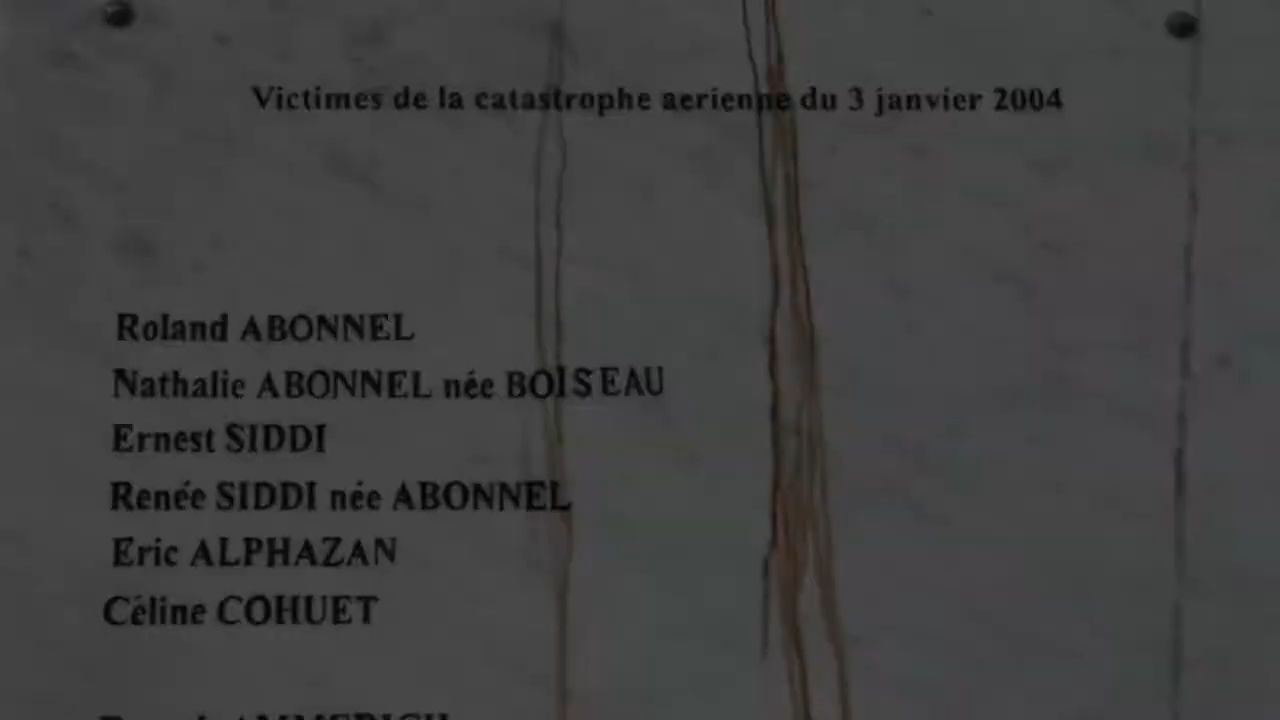 Victimes de la catastrophe aerienne du 3 janvier 2004
Roland ABONNEL
Nathalie ABONNEL née BOISEAU
Ernest SIDDI
Renée SIDDI née ABONNEL
Eric ALPHAZAN
Céline COHUET